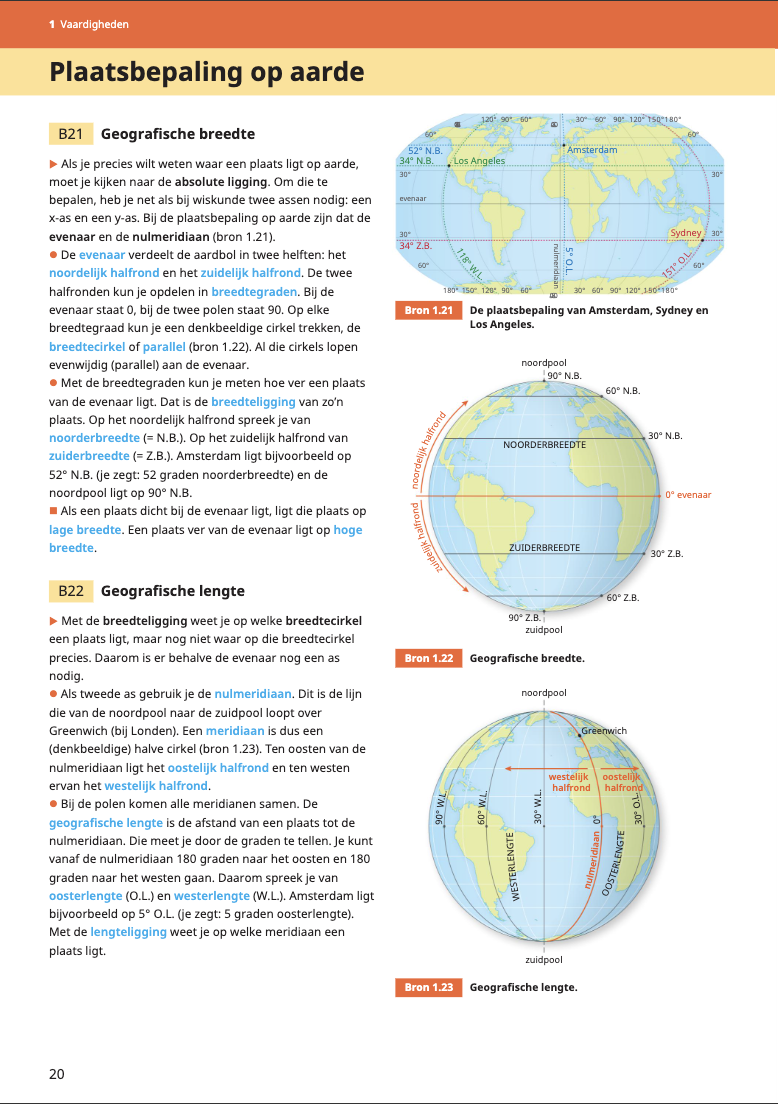 1 Vaardigheden
Plaatsbepaling op aarde
B21 Geografische breedte
▶ Als je precies wilt weten waar een plaats ligt op aarde,
moet je kijken naar de absolute ligging. Om die te
bepalen, heb je net als bij wiskunde twee assen nodig: een
x-as en een y-as. Bij de plaatsbepaling op aarde zijn dat de
evenaar en de nulmeridiaan (bron 1.21).
● De evenaar verdeelt de aardbol in twee helften: het
noordelijk halfrond en het zuidelijk halfrond. De twee
halfronden kun je opdelen in breedtegraden. Bij de
evenaar staat 0, bij de twee polen staat 90. Op elke
breedtegraad kun je een denkbeeldige cirkel trekken, de
breedtecirkel of parallel (bron 1.22). Al die cirkels lopen
evenwijdig (parallel) aan de evenaar.
● Met de breedtegraden kun je meten hoe ver een plaats
van de evenaar ligt. Dat is de breedteligging van zo’n
plaats. Op het noordelijk halfrond spreek je van
noorderbreedte (= N.B.). Op het zuidelijk halfrond van
zuiderbreedte (= Z.B.). Amsterdam ligt bijvoorbeeld op
52° N.B. (je zegt: 52 graden noorderbreedte) en de
noordpool ligt op 90° N.B.
■ Als een plaats dicht bij de evenaar ligt, ligt die plaats op
lage breedte. Een plaats ver van de evenaar ligt op hoge
breedte.
B22 Geografische lengte
▶ Met de breedteligging weet je op welke breedtecirkel
een plaats ligt, maar nog niet waar op die breedtecirkel
precies. Daarom is er behalve de evenaar nog een as
nodig.
● Als tweede as gebruik je de nulmeridiaan. Dit is de lijn
die van de noordpool naar de zuidpool loopt over
Greenwich (bij Londen). Een meridiaan is dus een
(denkbeeldige) halve cirkel (bron 1.23). Ten oosten van de
nulmeridiaan ligt het oostelijk halfrond en ten westen
ervan het westelijk halfrond.
● Bij de polen komen alle meridianen samen. De
geografische lengte is de afstand van een plaats tot de
nulmeridiaan. Die meet je door de graden te tellen. Je kunt
vanaf de nulmeridiaan 180 graden naar het oosten en 180
graden naar het westen gaan. Daarom spreek je van
oosterlengte (O.L.) en westerlengte (W.L.). Amsterdam ligt
bijvoorbeeld op 5° O.L. (je zegt: 5 graden oosterlengte).
Met de lengteligging weet je op welke meridiaan een
plaats ligt.
120° 90° 60° 30° 60° 90° 120° 150° 180°
60° 60°
52° N.B. Amsterdam
34° N.B. Los Angeles
30° 30°
evenaar
Sydney
30° 30°
34° Z.B.
118° W.L.
nulmeridiaan
5° O.L.
151° O.L.
60° 60°
180° 150° 120° 90° 60° 30° 60° 90° 120° 150° 180°
Bron 1.21 De plaatsbepaling van Amsterdam, Sydney en
Los Angeles.
noordpool
90° N.B.
60° N.B.
30° N.B.
NOORDERBREEDTE
noordelijk halfrond
0° evenaar
zuidelijk halfrond
ZUIDERBREEDTE
30° Z.B.
60° Z.B.
90° Z.B.
zuidpool
Bron 1.22 Geografische breedte.
noordpool
Greenwich
westelijk
halfrond
oostelijk
halfrond
90° W.L.
60° W.L.
30° W.L.
0°
30° O.L.
WESTERLENGTE
nulmeridiaan
OOSTERLENGTE
zuidpool
Bron 1.23 Geografische lengte.
20